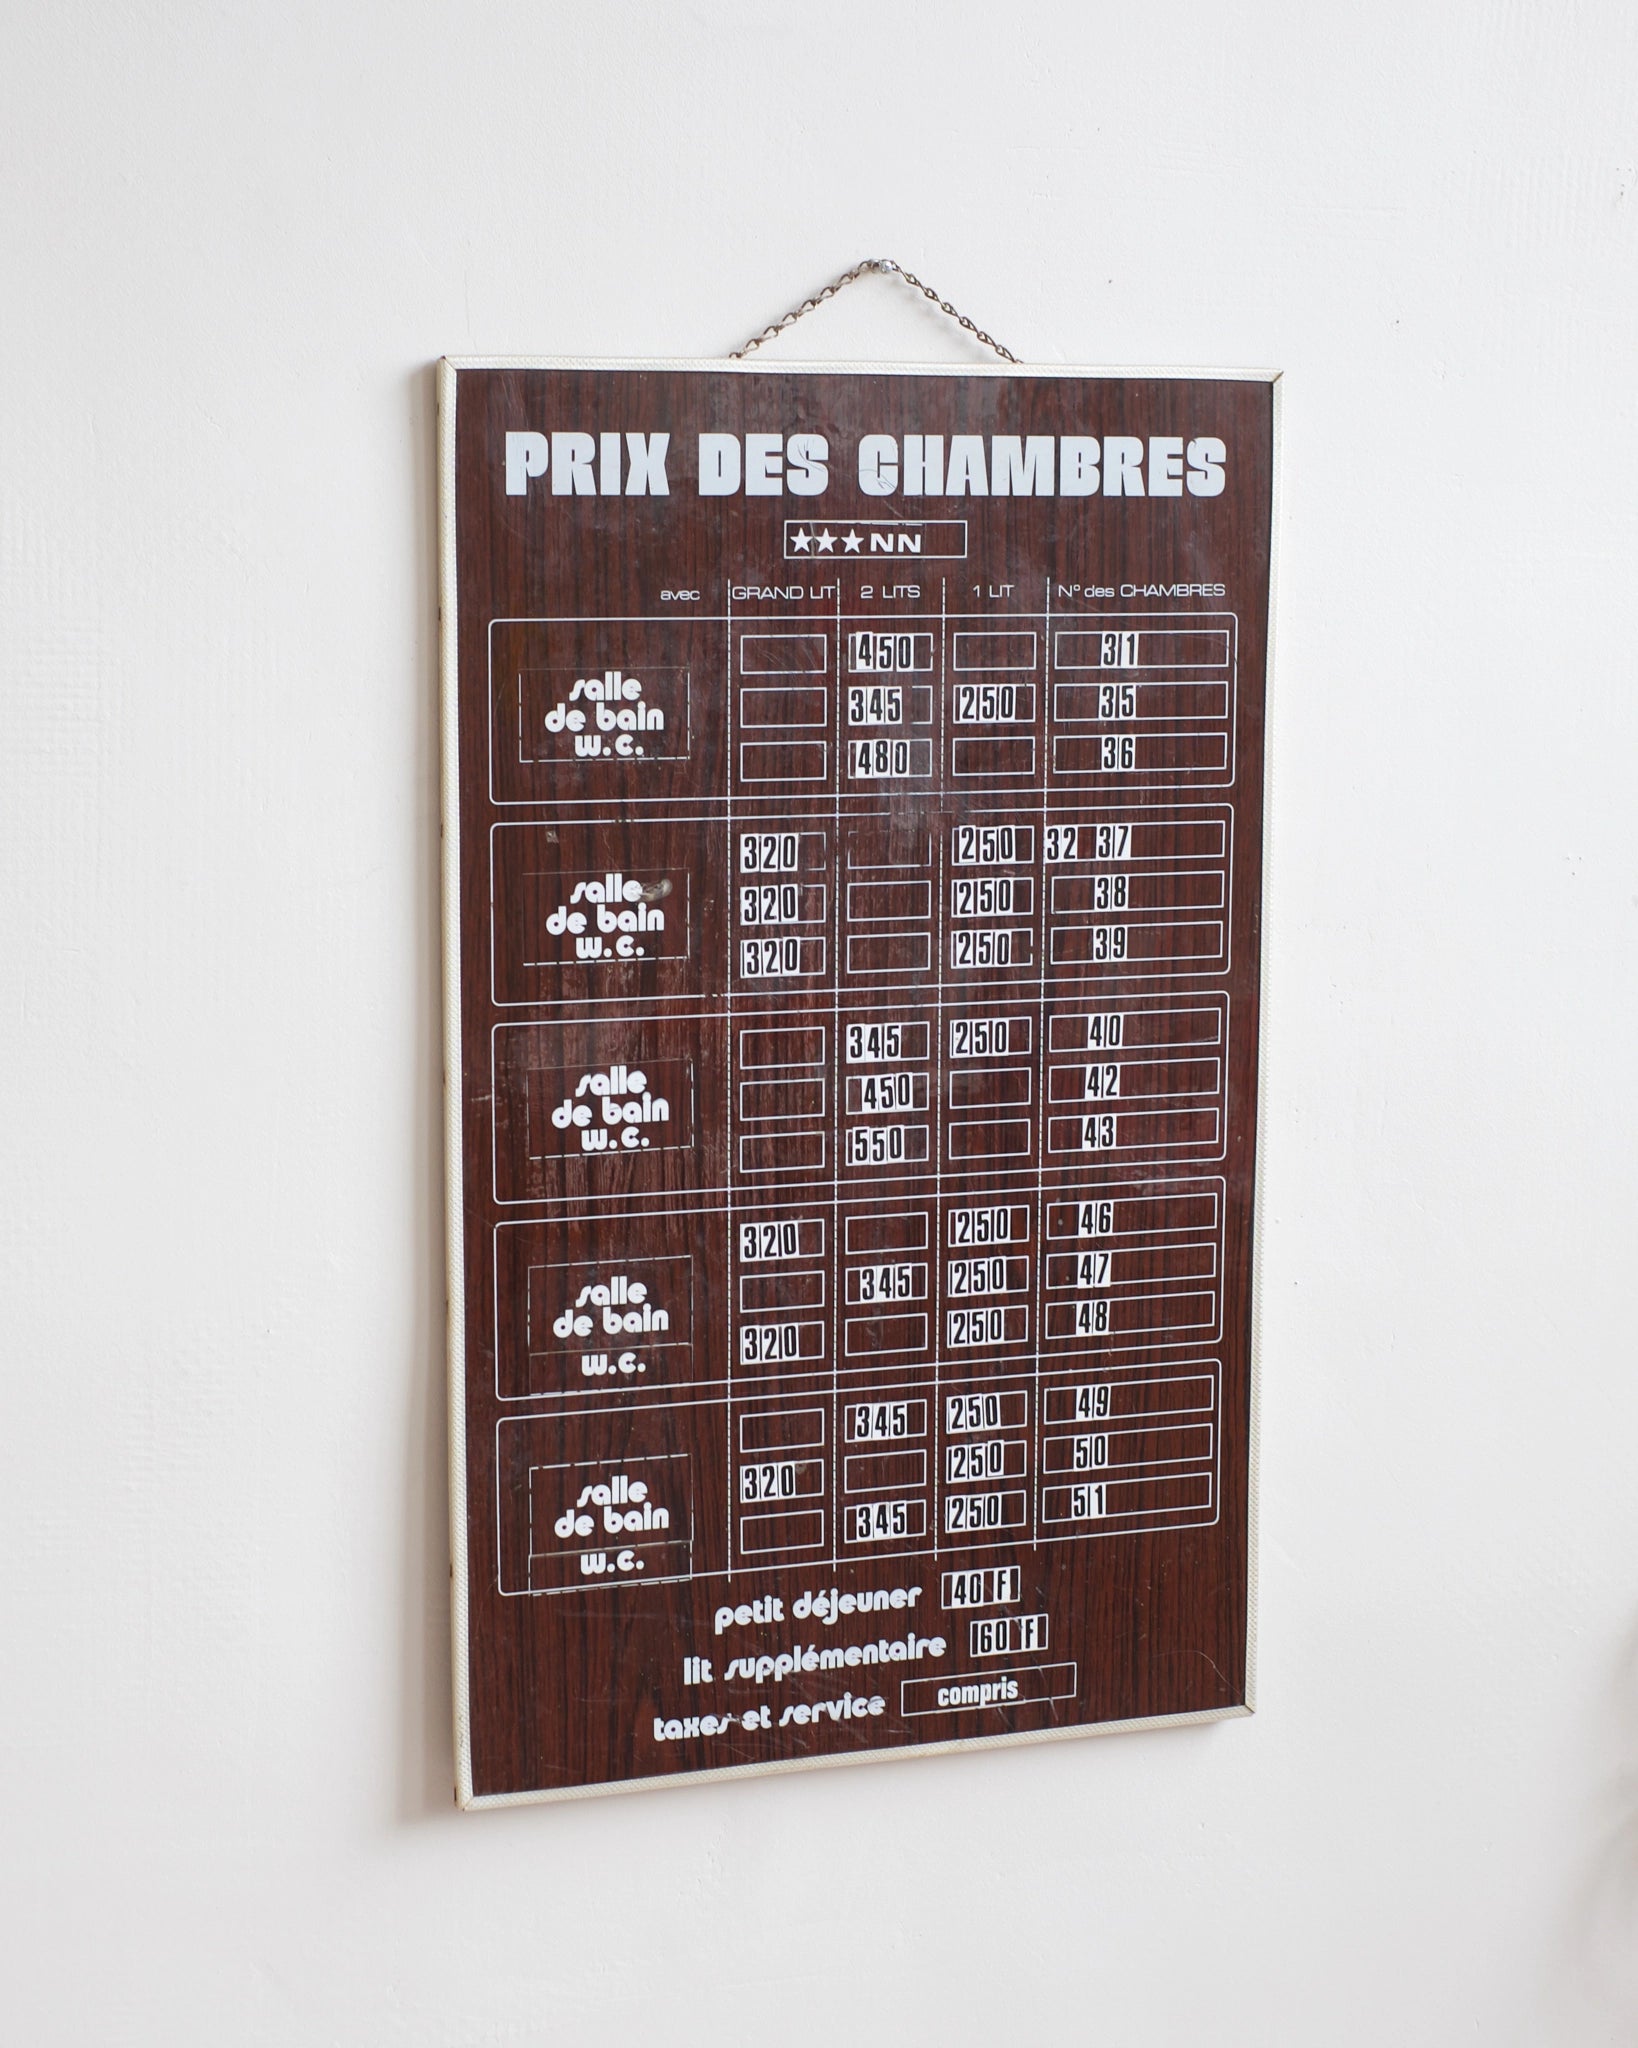 PRIX DES CHAMBRES
★★★NN
avec GRAND LIT 2 LITS 1 LIT N° des CHAMBRES
salle
de bain
w.c.
450 31
345 250 35
480 36
salle
de bain
w.c.
320 250 32 37
320 250 38
320 250 39
salle
de bain
w.c.
345 250 40
450 42
550 43
salle
de bain
w.c.
320 250 46
345 250 47
320 250 48
salle
de bain
w.c.
345 250 49
320 250 50
345 250 51
petit déjeuner 40 F
lit supplémentaire 60 F
taxes et service compris